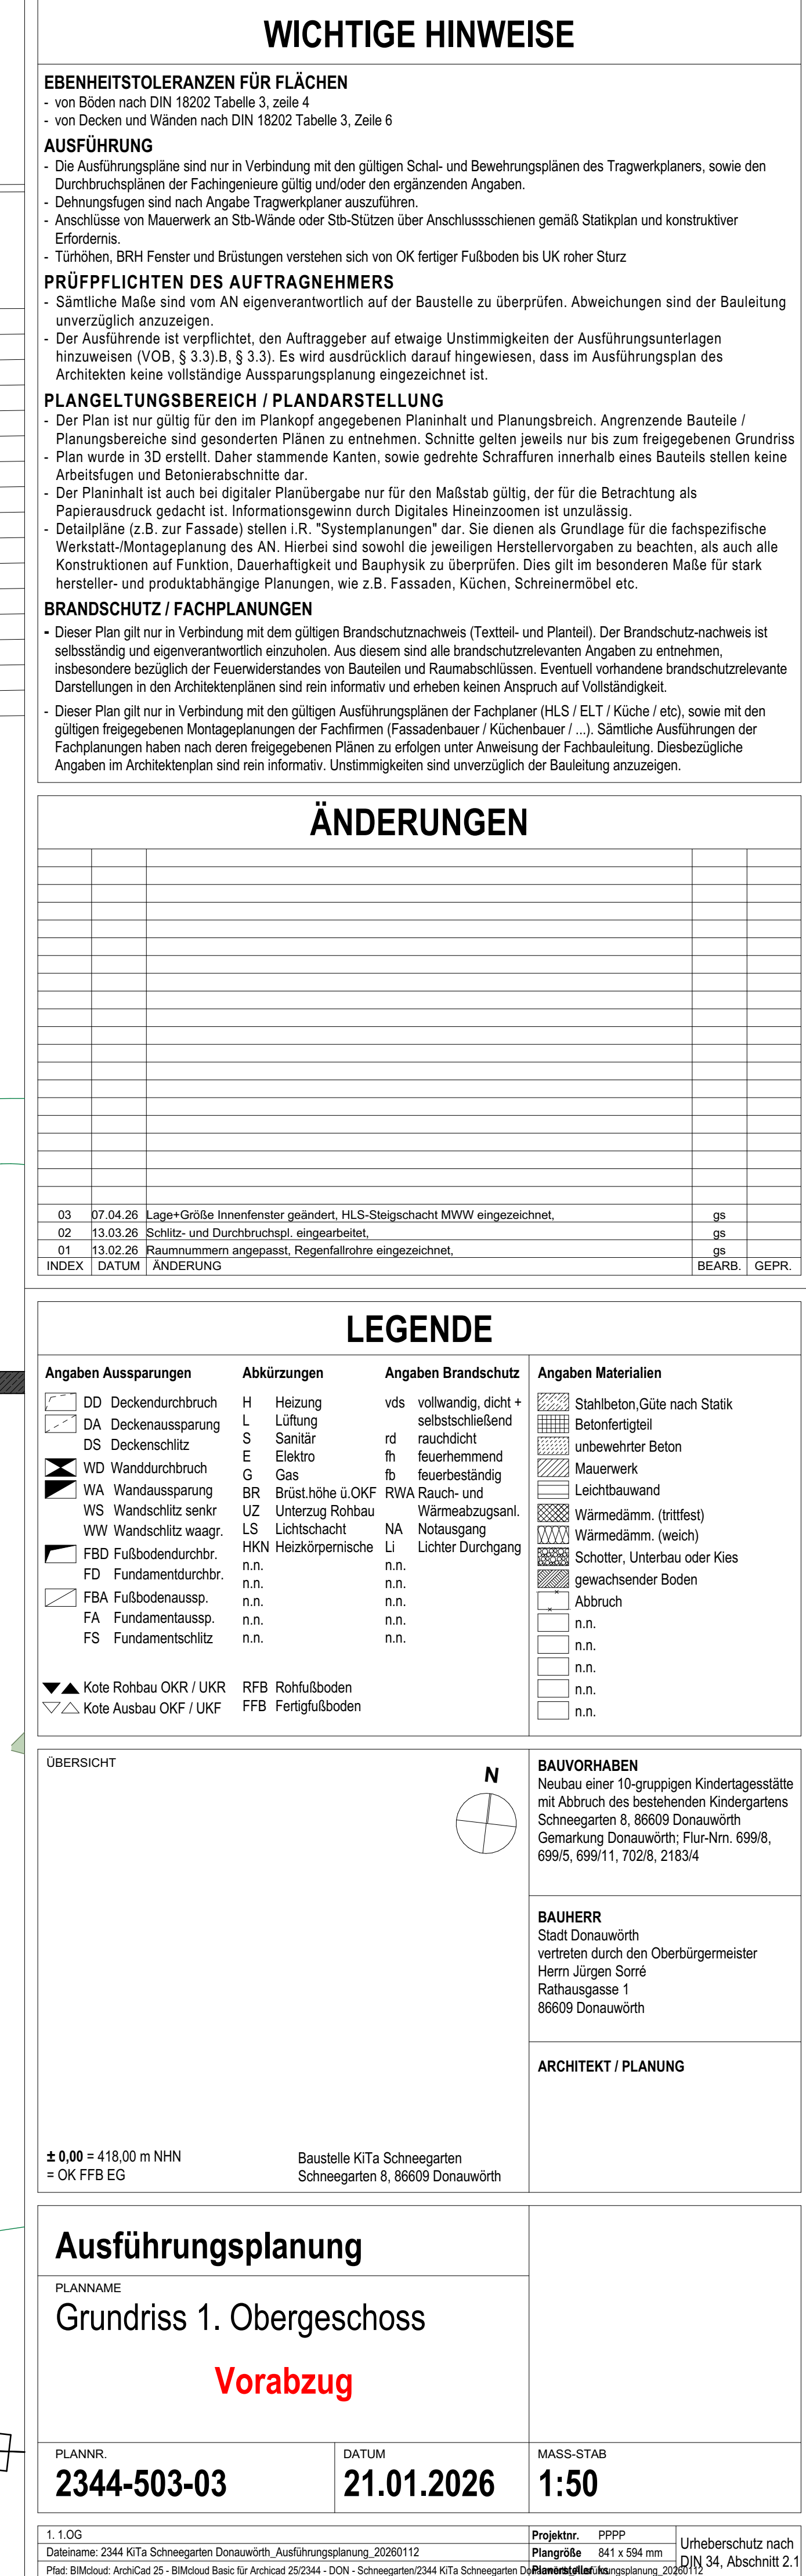 WICHTIGE HINWEISE
EBENHEITSTOLERANZEN FÜR FLÄCHEN
- von Böden nach DIN 18202 Tabelle 3, zeile 4
- von Decken und Wänden nach DIN 18202 Tabelle 3, Zeile 6
AUSFÜHRUNG
- Die Ausführungspläne sind nur in Verbindung mit den gültigen Schal- und Bewehrungsplänen des Tragwerkplaners, sowie den
Durchbruchsplänen der Fachingenieure gültig und/oder den ergänzenden Angaben.
- Dehnungsfugen sind nach Angabe Tragwerkplaner auszuführen.
- Anschlüsse von Mauerwerk an Stb-Wände oder Stb-Stützen über Anschlussschienen gemäß Statikplan und konstruktiver
Erfordernis.
- Türhöhen, BRH Fenster und Brüstungen verstehen sich von OK fertiger Fußboden bis UK roher Sturz
PRÜFPFLICHTEN DES AUFTRAGNEHMERS
- Sämtliche Maße sind vom AN eigenverantwortlich auf der Baustelle zu überprüfen. Abweichungen sind der Bauleitung
unverzüglich anzuzeigen.
- Der Ausführende ist verpflichtet, den Auftraggeber auf etwaige Unstimmigkeiten der Ausführungsunterlagen
hinzuweisen (VOB, § 3.3).B, § 3.3). Es wird ausdrücklich darauf hingewiesen, dass im Ausführungsplan des
Architekten keine vollständige Aussparungsplanung eingezeichnet ist.
PLANGELTUNGSBEREICH / PLANDARSTELLUNG
- Der Plan ist nur gültig für den im Plankopf angegebenen Planinhalt und Planungsbreich. Angrenzende Bauteile /
Planungsbereiche sind gesonderten Plänen zu entnehmen. Schnitte gelten jeweils nur bis zum freigegebenen Grundriss
- Plan wurde in 3D erstellt. Daher stammende Kanten, sowie gedrehte Schraffuren innerhalb eines Bauteils stellen keine
Arbeitsfugen und Betonierabschnitte dar.
- Der Planinhalt ist auch bei digitaler Planübergabe nur für den Maßstab gültig, der für die Betrachtung als
Papierausdruck gedacht ist. Informationsgewinn durch Digitales Hineinzoomen ist unzulässig.
- Detailpläne (z.B. zur Fassade) stellen i.R. "Systemplanungen" dar. Sie dienen als Grundlage für die fachspezifische
Werkstatt-/Montageplanung des AN. Hierbei sind sowohl die jeweiligen Herstellervorgaben zu beachten, als auch alle
Konstruktionen auf Funktion, Dauerhaftigkeit und Bauphysik zu überprüfen. Dies gilt im besonderen Maße für stark
hersteller- und produktabhängige Planungen, wie z.B. Fassaden, Küchen, Schreinermöbel etc.
BRANDSCHUTZ / FACHPLANUNGEN
- Dieser Plan gilt nur in Verbindung mit dem gültigen Brandschutznachweis (Textteil- und Planteil). Der Brandschutz-nachweis ist
selbsständig und eigenverantwortlich einzuholen. Aus diesem sind alle brandschutzrelevanten Angaben zu entnehmen,
insbesondere bezüglich der Feuerwiderstandes von Bauteilen und Raumabschlüssen. Eventuell vorhandene brandschutzrelevante
Darstellungen in den Architektenplänen sind rein informativ und erheben keinen Anspruch auf Vollständigkeit.
- Dieser Plan gilt nur in Verbindung mit den gültigen Ausführungsplänen der Fachplaner (HLS / ELT / Küche / etc), sowie mit den
gültigen freigegebenen Montageplanungen der Fachfirmen (Fassadenbauer / Küchenbauer / ...). Sämtliche Ausführungen der
Fachplanungen haben nach deren freigegebenen Plänen zu erfolgen unter Anweisung der Fachbauleitung. Diesbezügliche
Angaben im Architektenplan sind rein informativ. Unstimmigkeiten sind unverzüglich der Bauleitung anzuzeigen.
ÄNDERUNGEN
03 07.04.26 Lage+Größe Innenfenster geändert, HLS-Steigschacht MWW eingezeichnet, gs
02 13.03.26 Schlitz- und Durchbruchspl. eingearbeitet, gs
01 13.02.26 Raumnummern angepasst, Regenfallrohre eingezeichnet, gs
INDEX DATUM ÄNDERUNG BEARB. GEPR.
LEGENDE
Angaben Aussparungen
DD Deckendurchbruch
DA Deckenaussparung
DS Deckenschlitz
WD Wanddurchbruch
WA Wandaussparung
WS Wandschlitz senkr
WW Wandschlitz waagr.
FBD Fußbodendurchbr.
FD Fundamentdurchbr.
FBA Fußbodenaussp.
FA Fundamentaussp.
FS Fundamentschlitz
Kote Rohbau OKR / UKR
Kote Ausbau OKF / UKF
Abkürzungen
H Heizung
L Lüftung
S Sanitär
E Elektro
G Gas
BR Brüst.höhe ü.OKF
UZ Unterzug Rohbau
LS Lichtschacht
HKN Heizkörpernische
n.n.
n.n.
n.n.
n.n.
n.n.
RFB Rohfußboden
FFB Fertigfußboden
Angaben Brandschutz
vds vollwandig, dicht +
selbstschließend
rd rauchdicht
fh feuerhemmend
fb feuerbeständig
RWA Rauch- und
Wärmeabzugsanl.
NA Notausgang
Li Lichter Durchgang
n.n.
n.n.
n.n.
n.n.
n.n.
Angaben Materialien
Stahlbeton,Güte nach Statik
Betonfertigteil
unbewehrter Beton
Mauerwerk
Leichtbauwand
Wärmedämm. (trittfest)
Wärmedämm. (weich)
Schotter, Unterbau oder Kies
gewachsender Boden
Abbruch
n.n.
n.n.
n.n.
n.n.
n.n.
ÜBERSICHT
N
± 0,00 = 418,00 m NHN
= OK FFB EG
Baustelle KiTa Schneegarten
Schneegarten 8, 86609 Donauwörth
BAUVORHABEN
Neubau einer 10-gruppigen Kindertagesstätte
mit Abbruch des bestehenden Kindergartens
Schneegarten 8, 86609 Donauwörth
Gemarkung Donauwörth; Flur-Nrn. 699/8,
699/5, 699/11, 702/8, 2183/4
BAUHERR
Stadt Donauwörth
vertreten durch den Oberbürgermeister
Herrn Jürgen Sorré
Rathausgasse 1
86609 Donauwörth
ARCHITEKT / PLANUNG
Ausführungsplanung
PLANNAME
Grundriss 1. Obergeschoss
Vorabzug
PLANNR.
2344-503-03
DATUM
21.01.2026
MASS-STAB
1:50
1. 1.OG
Dateiname: 2344 KiTa Schneegarten Donauwörth_Ausführungsplanung_20260112
Pfad: BIMcloud: ArchiCad 25 - BIMcloud Basic für Archicad 25/2344 - DON - Schneegarten/2344 KiTa Schneegarten Donauwörth_Ausführungsplanung_20260112
Projektnr. PPPP
Plangröße 841 x 594 mm
Planersteller
Urheberschutz nach
DIN 34, Abschnitt 2.1